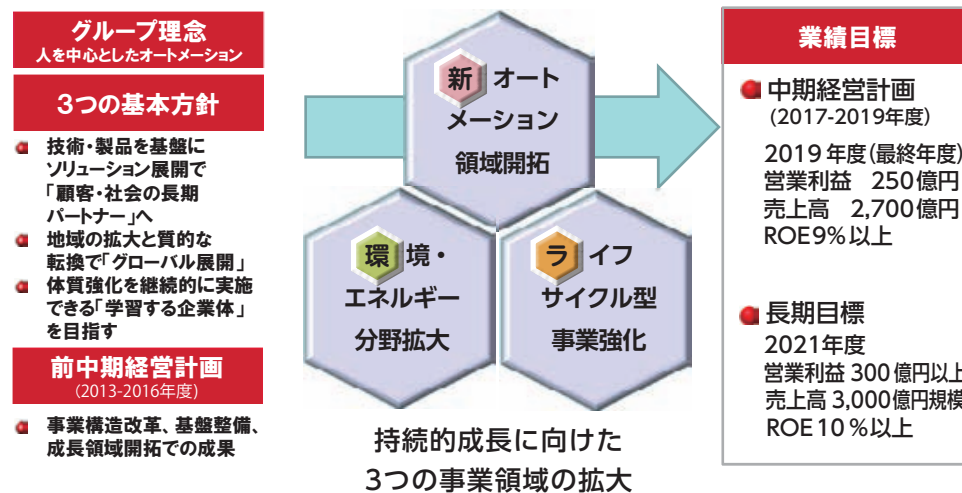 グループ理念
人を中心としたオートメーション
3つの基本方針
技術・製品を基盤に
ソリューション展開で
「顧客・社会の長期
パートナー」へ
地域の拡大と質的な
転換で「グローバル展開」
体質強化を継続的に実施
できる「学習する企業体」
を目指す
前中期経営計画
(2013-2016年度)
事業構造改革、基盤整備、
成長領域開拓での成果
新 オート
メーション
領域開拓
環境・
エネルギー
分野拡大
ライフ
サイクル型
事業強化
持続的成長に向けた
3つの事業領域の拡大
業績目標
中期経営計画
(2017-2019年度)
2019年度(最終年度)
営業利益 250億円
売上高 2,700億円
ROE9%以上
長期目標
2021年度
営業利益 300億円以上
売上高 3,000億円規模
ROE10%以上